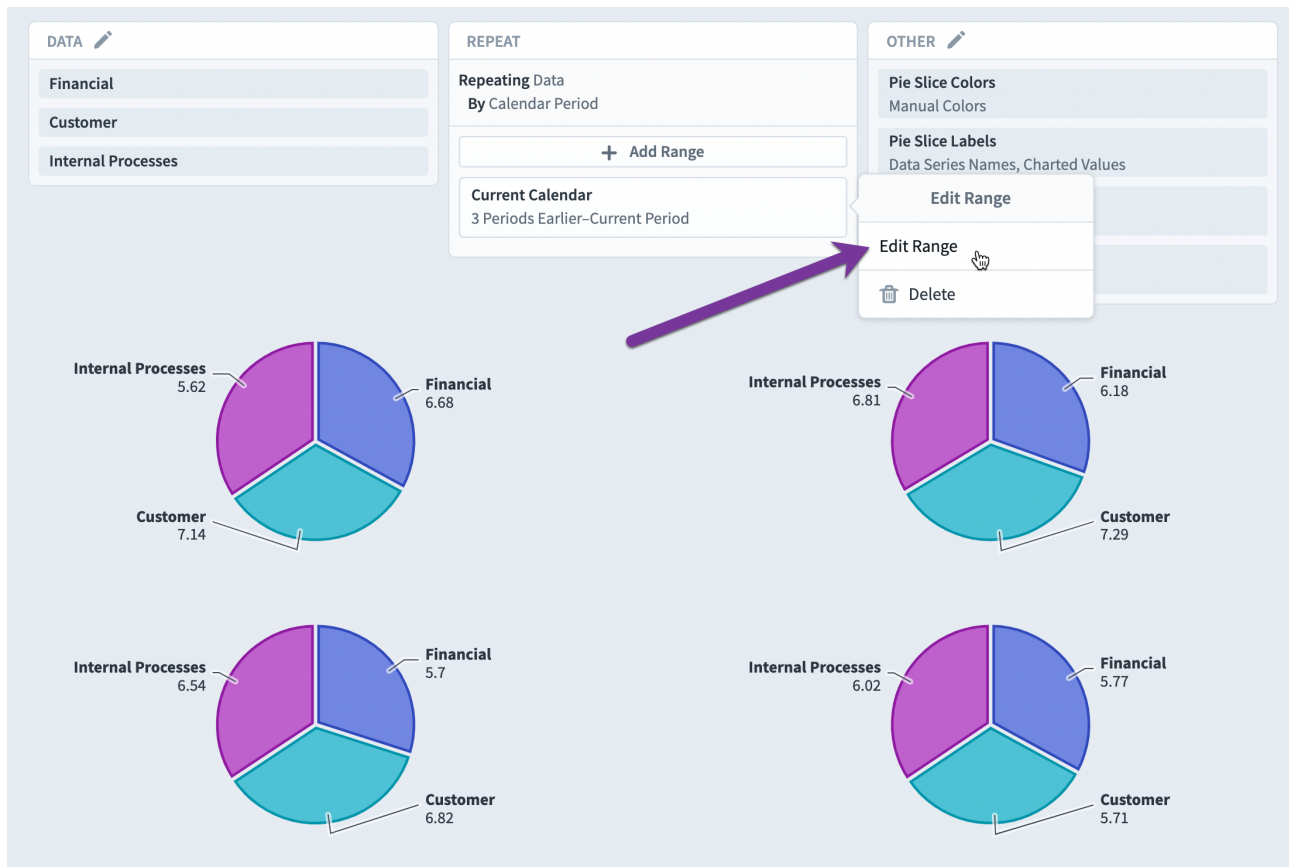 DATA
Financial
Customer
Internal Processes
REPEAT
Repeating Data
By Calendar Period
Add Range
Current Calendar
3 Periods Earlier–Current Period
OTHER
Pie Slice Colors
Manual Colors
Pie Slice Labels
Data Series Names, Charted Values
Edit Range
Edit Range
Delete
Internal Processes
5.62
Financial
6.68
Customer
7.14
Internal Processes
6.81
Financial
6.18
Customer
7.29
Internal Processes
6.54
Financial
5.7
Customer
6.82
Internal Processes
6.02
Financial
5.77
Customer
5.71